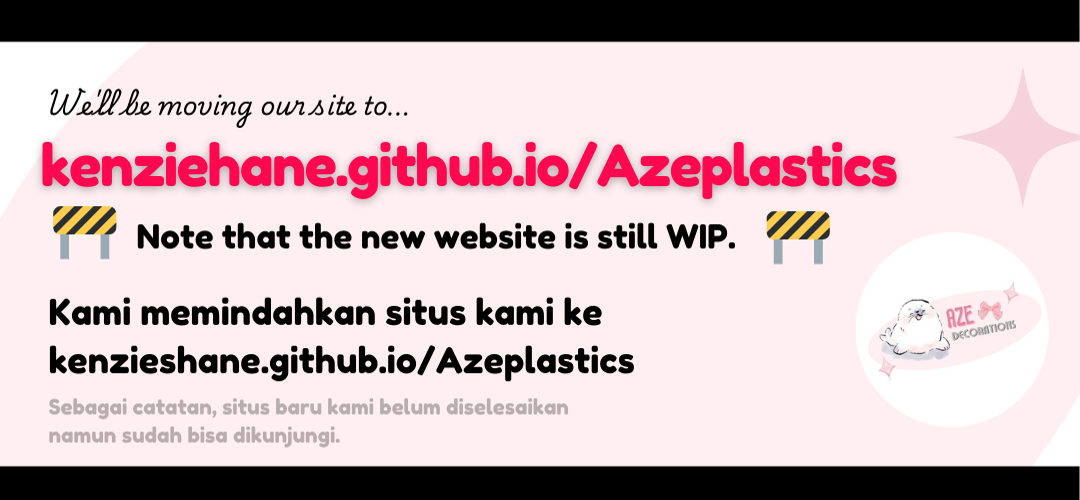 We'll be moving our site to...
kenziehane.github.io/Azeplastics
Note that the new website is still WIP.
Kami memindahkan situs kami ke
kenzieshane.github.io/Azeplastics
Sebagai catatan, situs baru kami belum diselesaikan
namun sudah bisa dikunjungi.
AZE
DECORATIONS